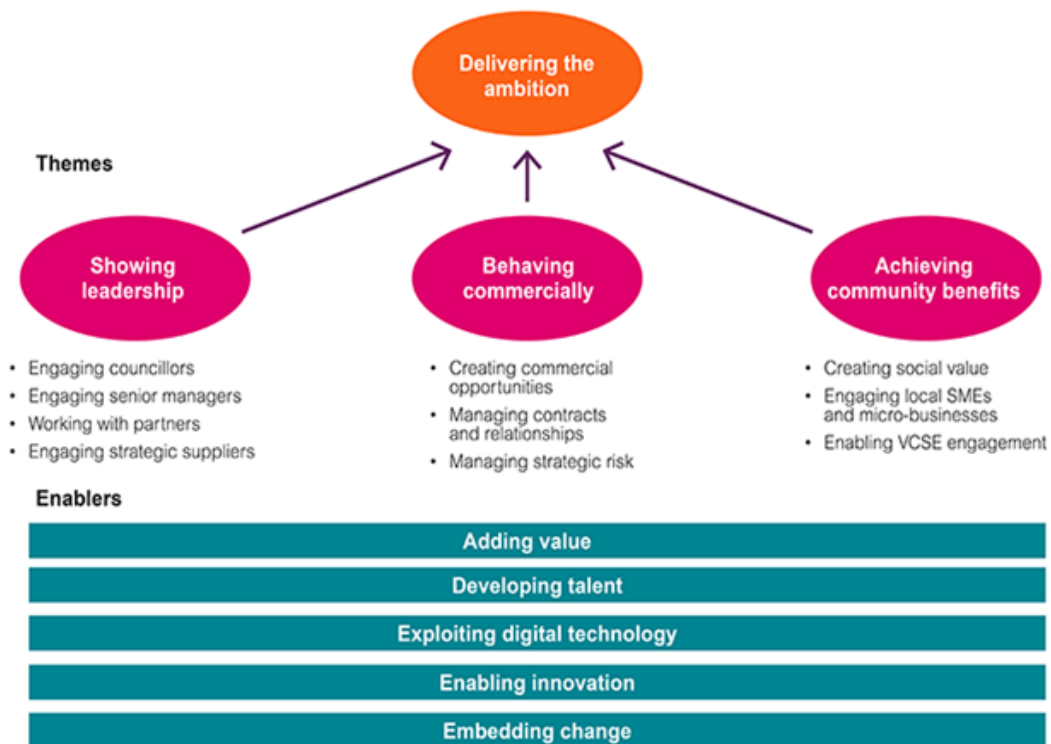 Delivering the
ambition
Themes
Showing
leadership
Behaving
commercially
Achieving
community benefits
• Engaging councillors
• Engaging senior managers
• Working with partners
• Engaging strategic suppliers
• Creating commercial
opportunities
• Managing contracts
and relationships
• Managing strategic risk
• Creating social value
• Engaging local SMEs
and micro-businesses
• Enabling VCSE engagement
Enablers
Adding value
Developing talent
Exploiting digital technology
Enabling innovation
Embedding change